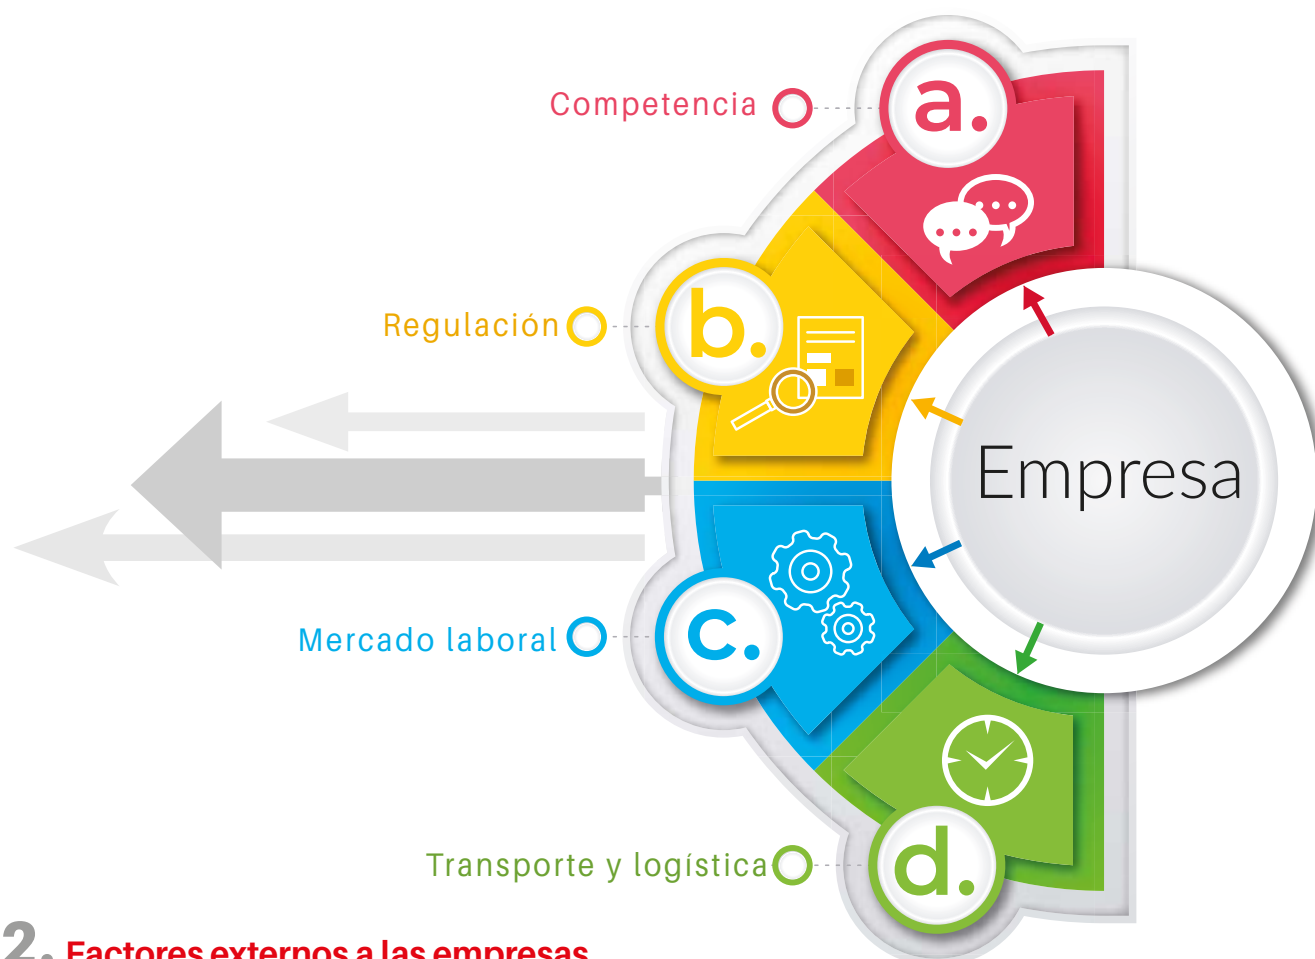 Competencia
a.
Regulación
b.
Empresa
Mercado laboral
c.
Transporte y logística
d.
2. Factores externos a las empresas